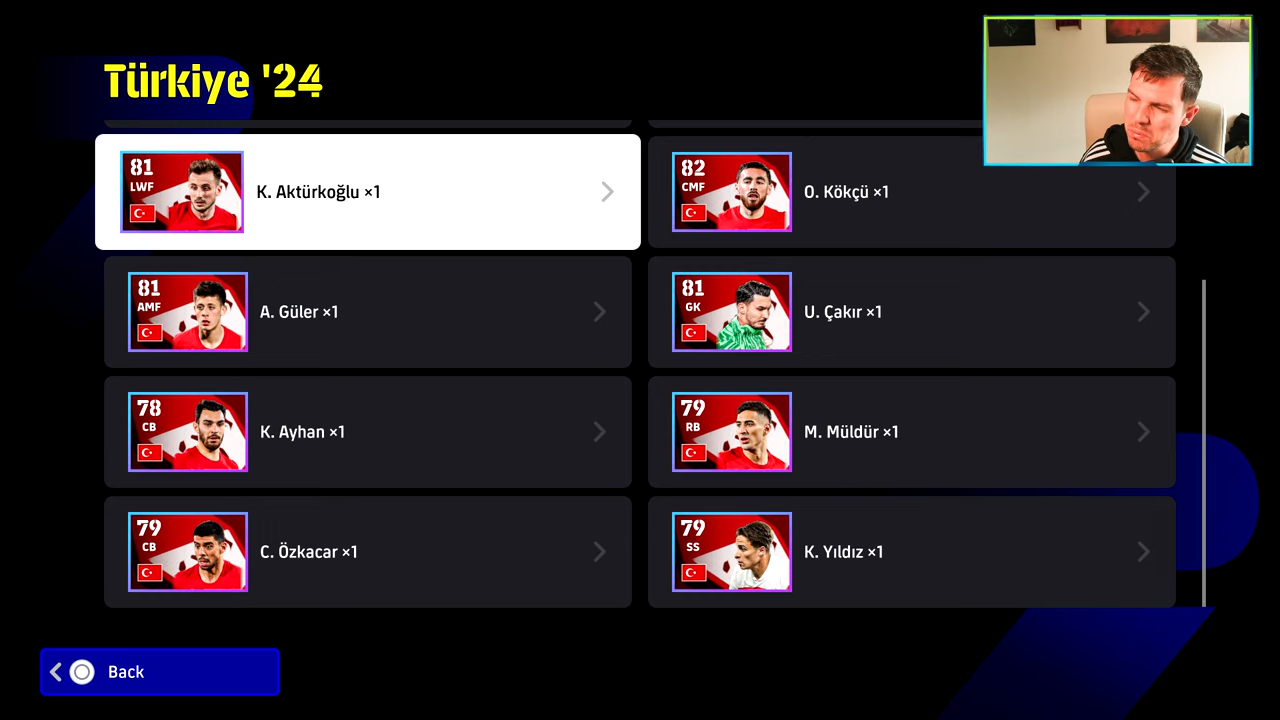 Türkiye '24
81
LWF
K. Aktürkoğlu ×1
82
CMF
O. Kökçü ×1
81
AMF
A. Güler ×1
81
GK
U. Çakır ×1
78
CB
K. Ayhan ×1
79
RB
M. Müldür ×1
79
CB
C. Özkacar ×1
79
SS
K. Yıldız ×1
Back